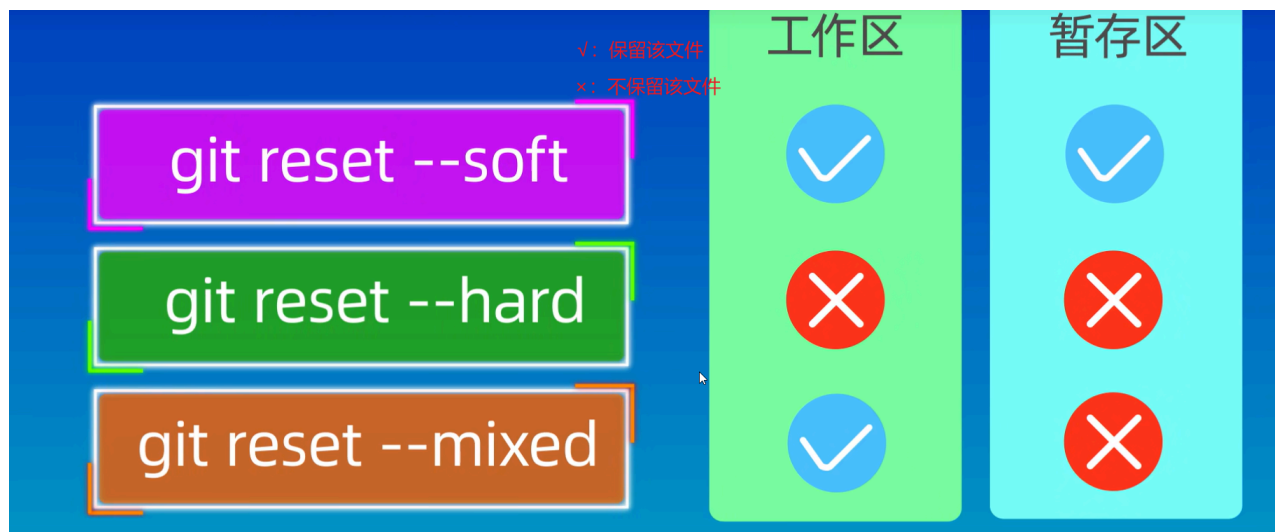 工作区
暂存区
√：保留该文件
×：不保留该文件
git reset --soft
git reset --hard
git reset --mixed